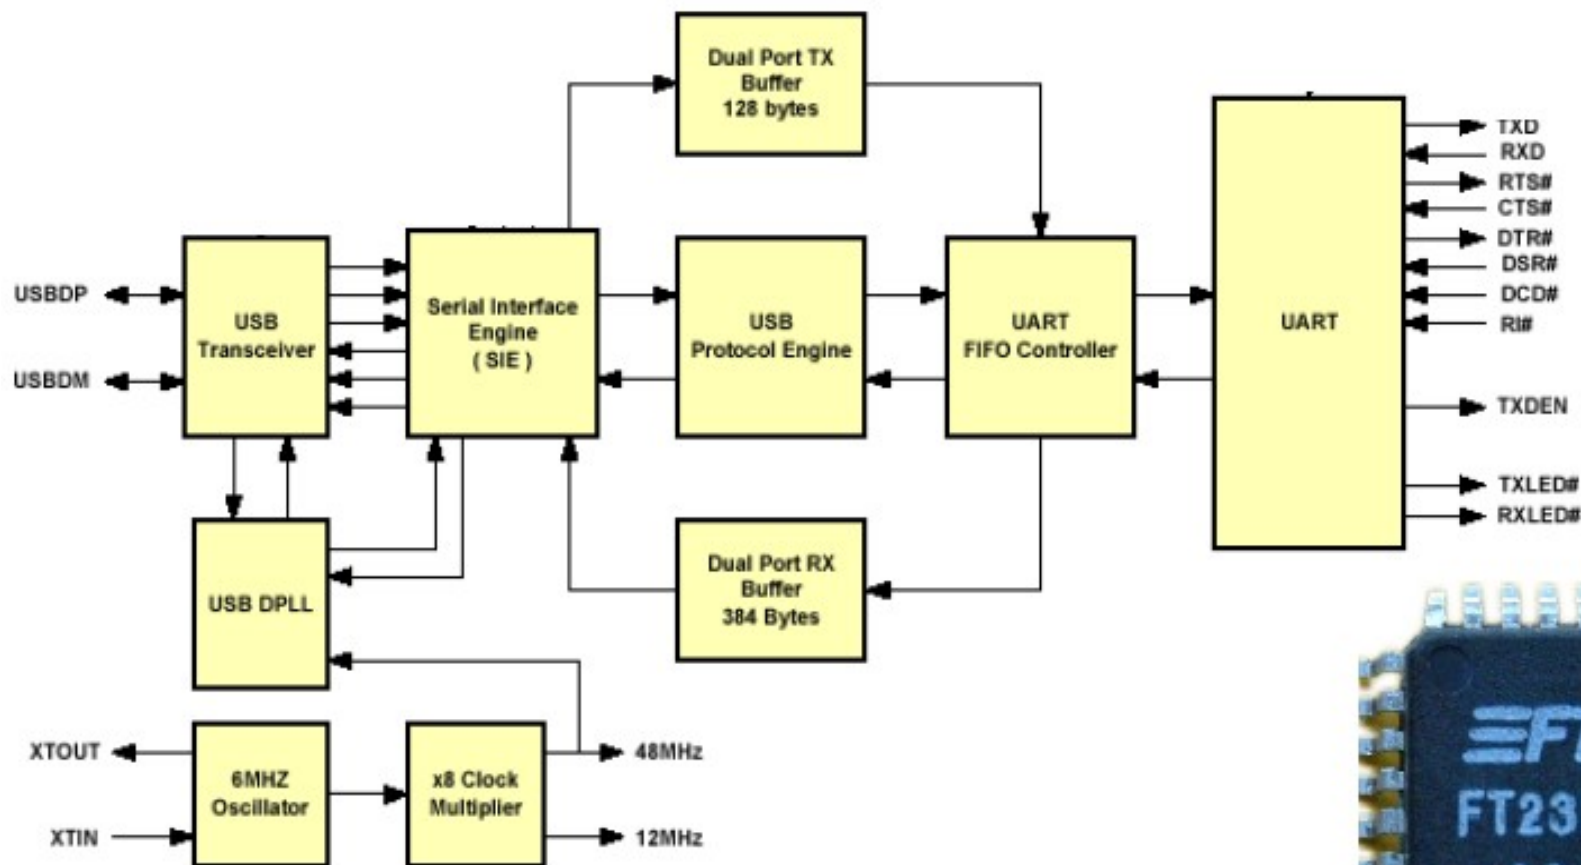 Dual Port TX
Buffer
128 bytes
TXD
RXD
RTS#
CTS#
DTR#
DSR#
DCD#
RI#
TXDEN
TXLED#
RXLED#
USBDP
USBDM
USB
Transceiver
Serial Interface
Engine
( SIE )
USB
Protocol Engine
UART
FIFO Controller
UART
USB DPLL
Dual Port RX
Buffer
384 Bytes
XTOUT
XTIN
6MHZ
Oscillator
x8 Clock
Multiplier
48MHz
12MHz
FT23